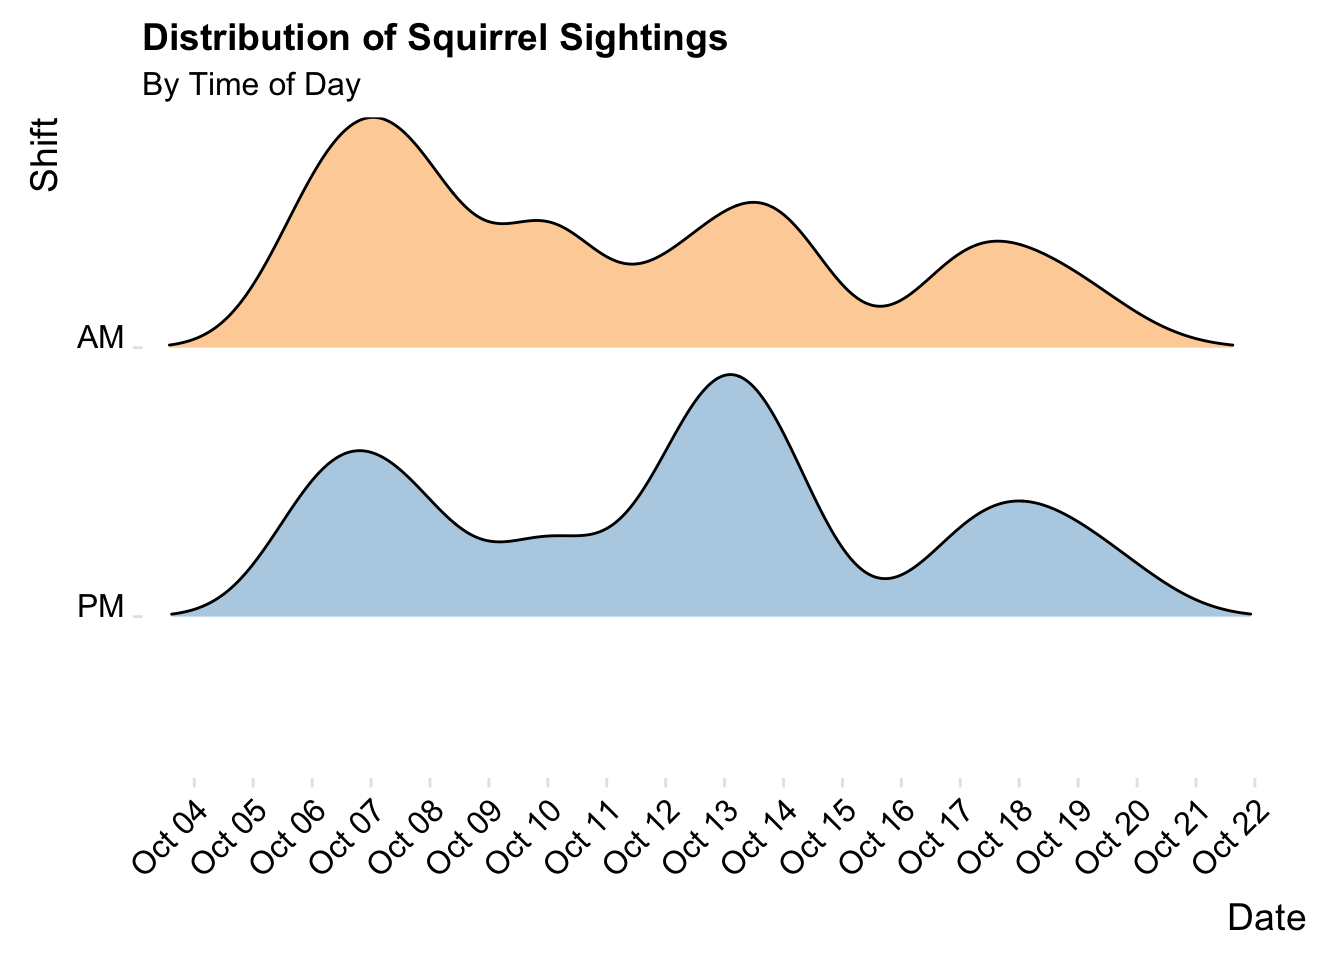 Distribution of Squirrel Sightings
By Time of Day
Shift
AM
PM
Oct 04
Oct 05
Oct 06
Oct 07
Oct 08
Oct 09
Oct 10
Oct 11
Oct 12
Oct 13
Oct 14
Oct 15
Oct 16
Oct 17
Oct 18
Oct 19
Oct 20
Oct 21
Oct 22
Date